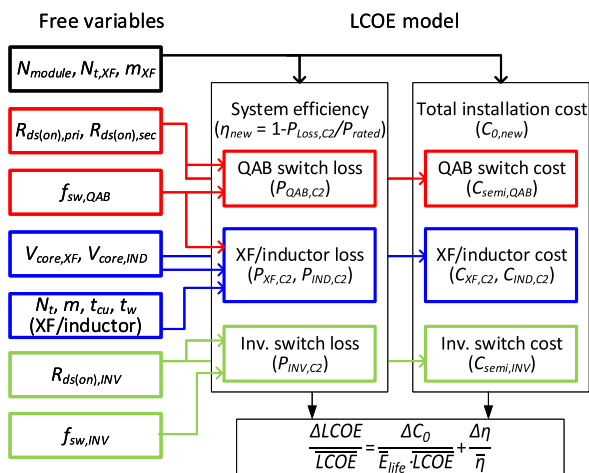 Free variables
LCOE model
N_module, N_t,XF, m_XF
R_ds(on),pri, R_ds(on),sec
f_sw,QAB
V_core,XF, V_core,IND
N_t, m, t_cu, t_w
(XF/inductor)
R_ds(on),INV
f_sw,INV
System efficiency
(η_new = 1-P_Loss,C2/P_rated)
QAB switch loss
(P_QAB,C2)
XF/inductor loss
(P_XF,C2, P_IND,C2)
Inv. switch loss
(P_INV,C2)
Total installation cost
(C_0,new)
QAB switch cost
(C_semi,QAB)
XF/inductor cost
(C_XF,C2, C_IND,C2)
Inv. switch cost
(C_semi,INV)
ΔLCOE/L̅C̅O̅E̅ = ΔC_0/(E̅_life·L̅C̅O̅E̅) + Δη/η̅